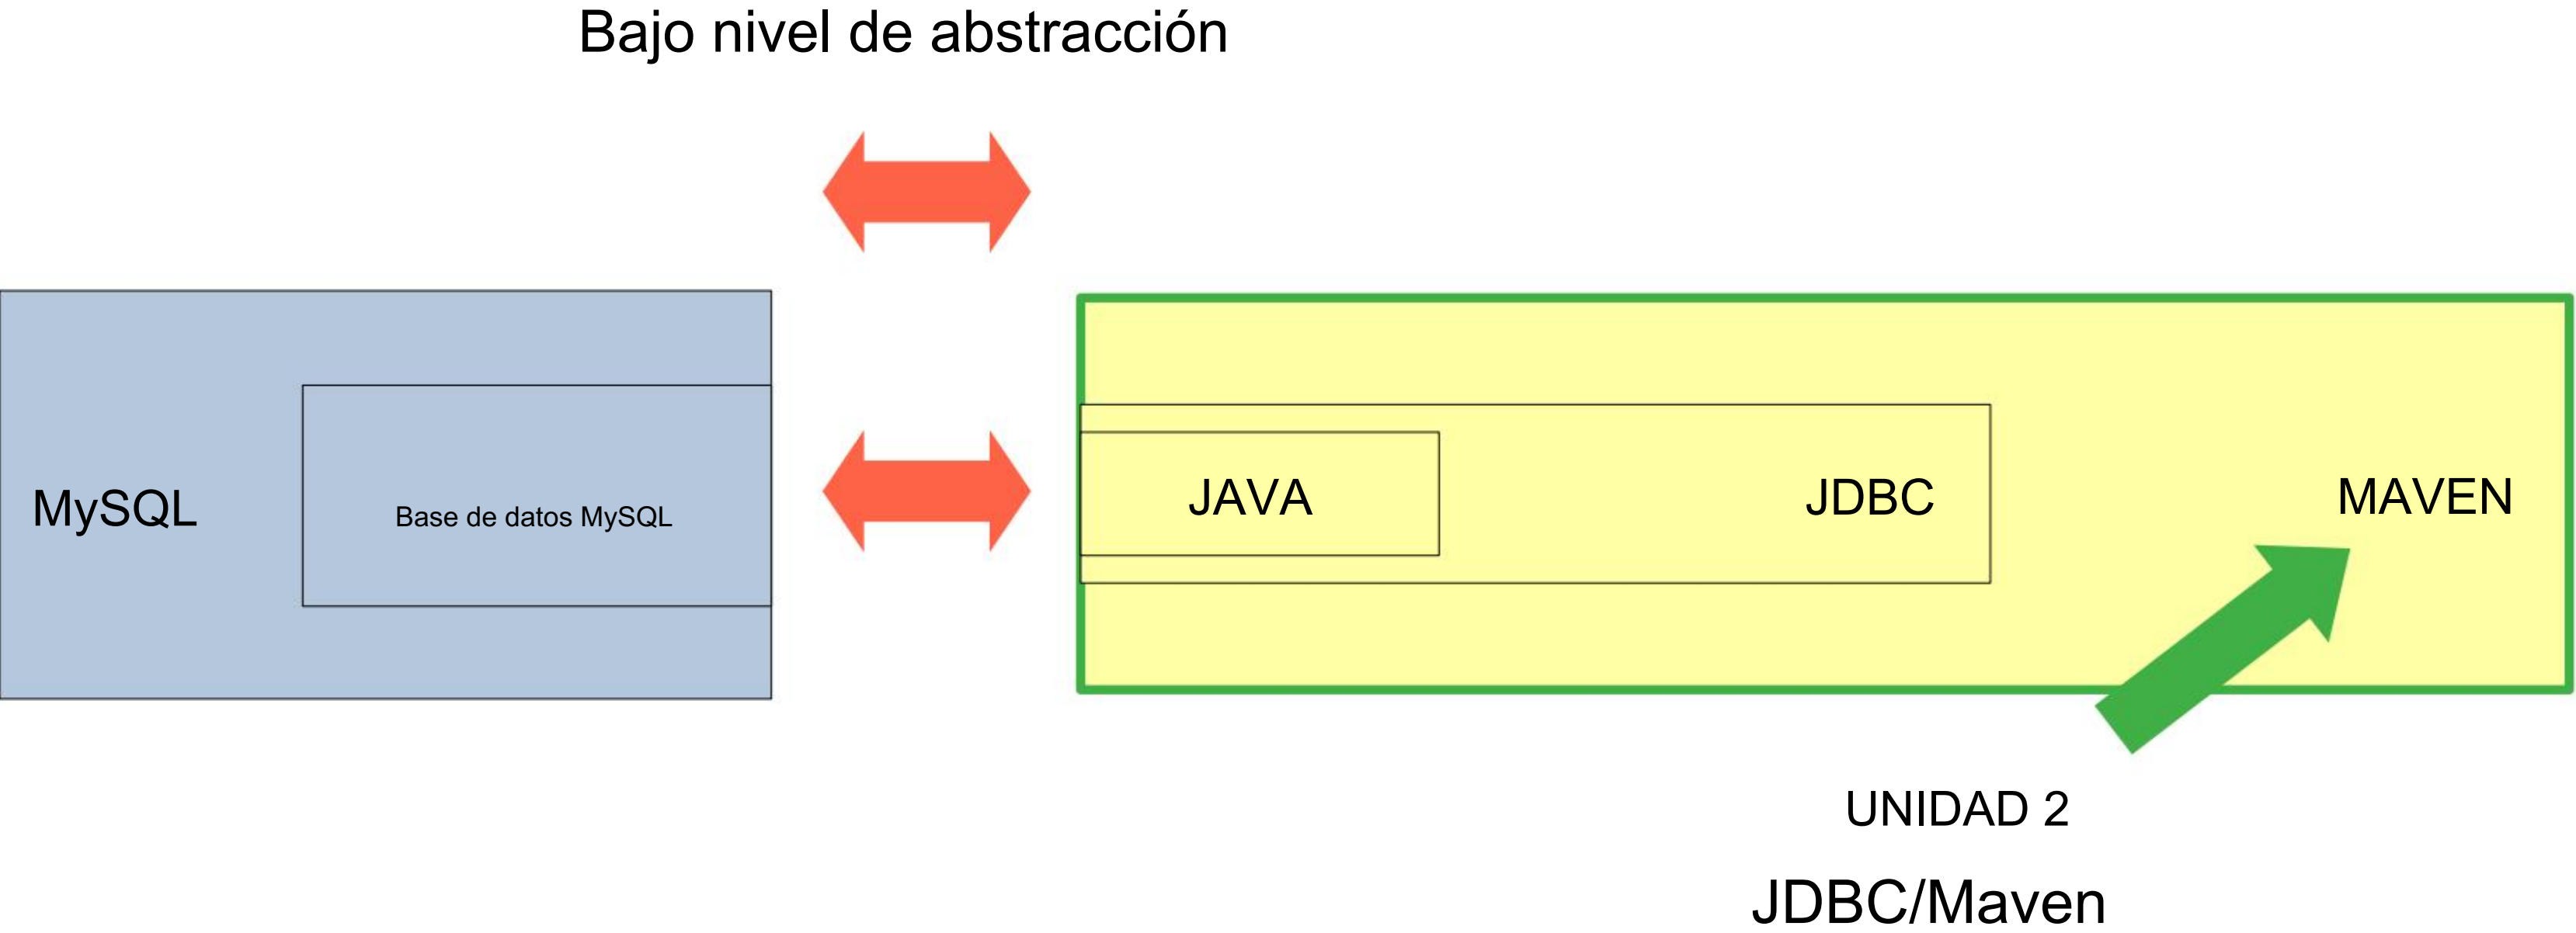 Bajo nivel de abstracción
MySQL
Base de datos MySQL
JAVA
JDBC
MAVEN
UNIDAD 2
JDBC/Maven